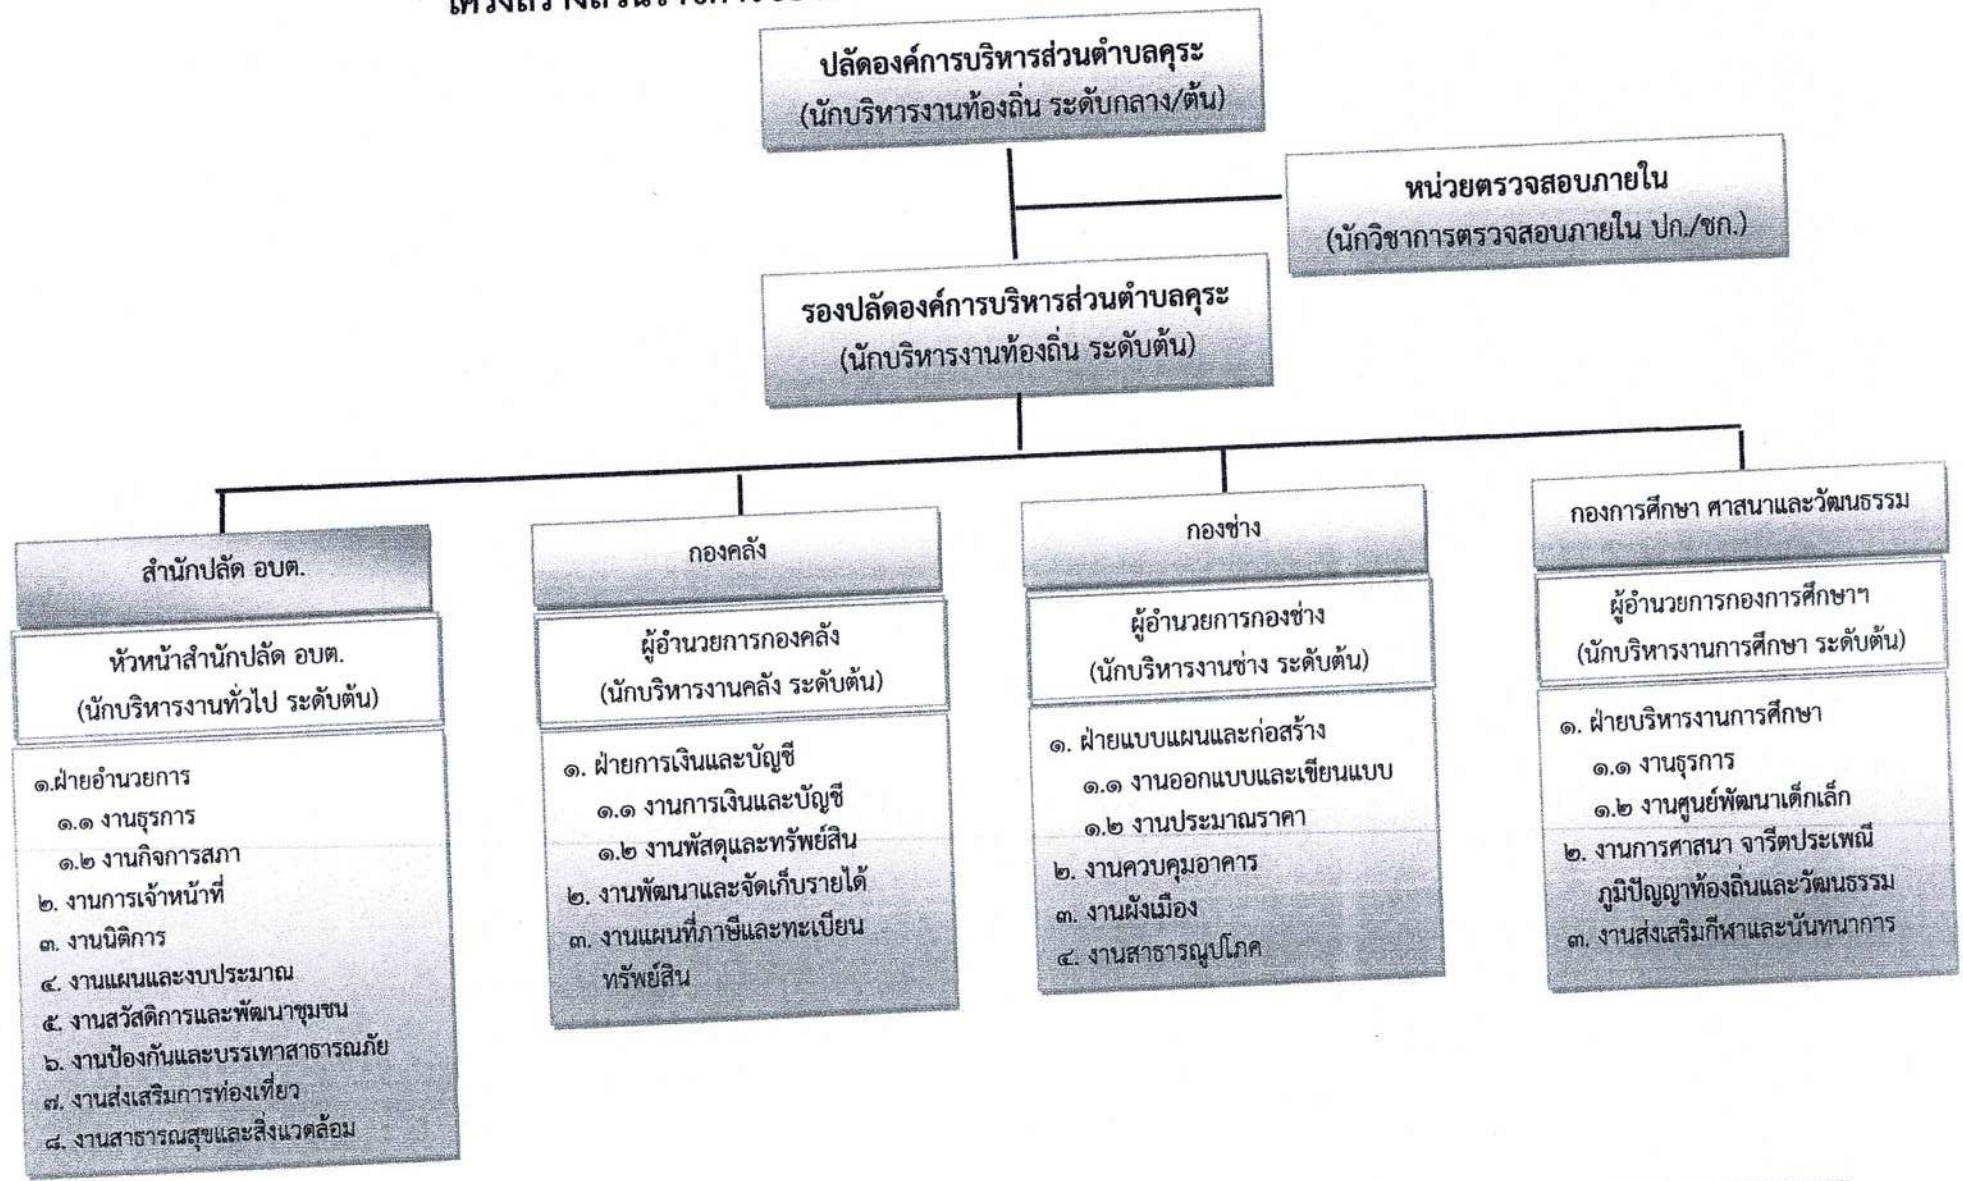 ปลัดองค์การบริหารส่วนตำบลคุระ
(นักบริหารงานท้องถิ่น ระดับกลาง/ต้น)
หน่วยตรวจสอบภายใน
(นักวิชาการตรวจสอบภายใน ปก./ชก.)
รองปลัดองค์การบริหารส่วนตำบลคุระ
(นักบริหารงานท้องถิ่น ระดับต้น)
สำนักปลัด อบต.
หัวหน้าสำนักปลัด อบต.
(นักบริหารงานทั่วไป ระดับต้น)
๑.ฝ่ายอำนวยการ
๑.๑ งานธุรการ
๑.๒ งานกิจการสภา
๒. งานการเจ้าหน้าที่
๓. งานนิติการ
๔. งานแผนและงบประมาณ
๕. งานสวัสดิการและพัฒนาชุมชน
๖. งานป้องกันและบรรเทาสาธารณภัย
๗. งานส่งเสริมการท่องเที่ยว
๘. งานสาธารณสุขและสิ่งแวดล้อม
กองคลัง
ผู้อำนวยการกองคลัง
(นักบริหารงานคลัง ระดับต้น)
๑. ฝ่ายการเงินและบัญชี
๑.๑ งานการเงินและบัญชี
๑.๒ งานพัสดุและทรัพย์สิน
๒. งานพัฒนาและจัดเก็บรายได้
๓. งานแผนที่ภาษีและทะเบียน
ทรัพย์สิน
กองช่าง
ผู้อำนวยการกองช่าง
(นักบริหารงานช่าง ระดับต้น)
๑. ฝ่ายแบบแผนและก่อสร้าง
๑.๑ งานออกแบบและเขียนแบบ
๑.๒ งานประมาณราคา
๒. งานควบคุมอาคาร
๓. งานผังเมือง
๔. งานสาธารณูปโภค
กองการศึกษา ศาสนาและวัฒนธรรม
ผู้อำนวยการกองการศึกษาฯ
(นักบริหารงานการศึกษา ระดับต้น)
๑. ฝ่ายบริหารงานการศึกษา
๑.๑ งานธุรการ
๑.๒ งานศูนย์พัฒนาเด็กเล็ก
๒. งานการศาสนา จารีตประเพณี
ภูมิปัญญาท้องถิ่นและวัฒนธรรม
๓. งานส่งเสริมกีฬาและนันทนาการ